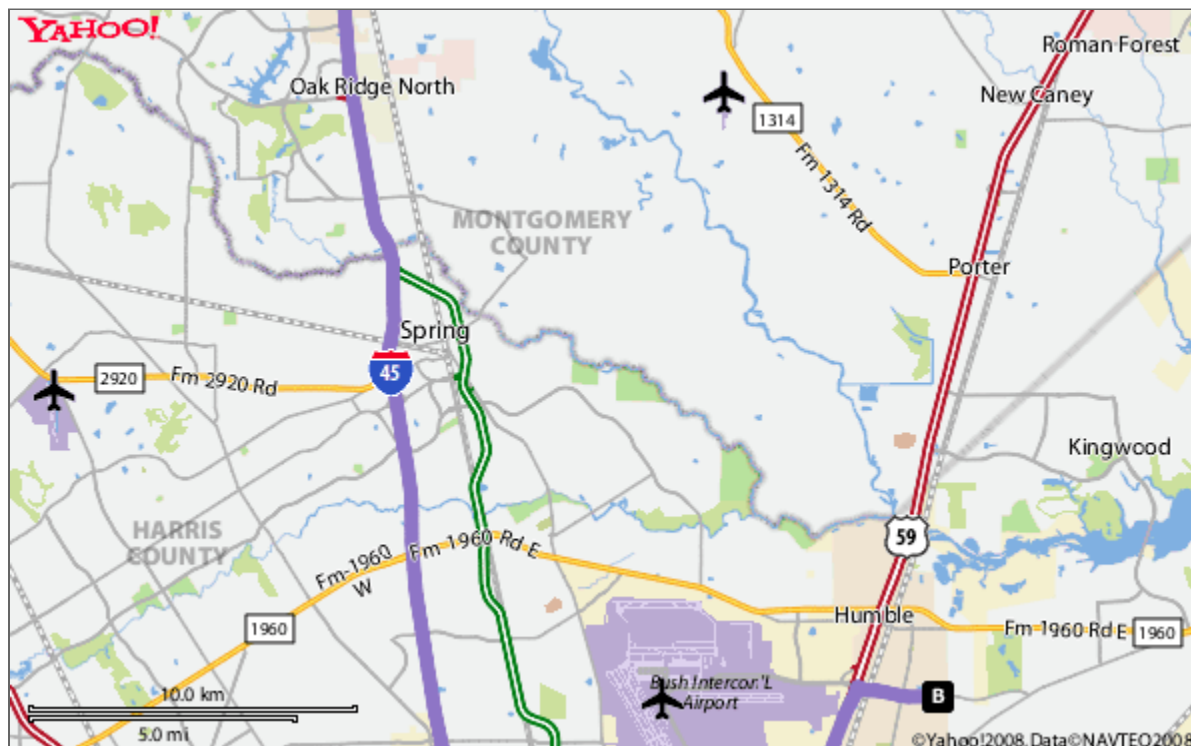 YAHOO!
Roman Forest
Oak Ridge North
New Caney
1314
Fm 1314 Rd
MONTGOMERY
COUNTY
Porter
Spring
45
2920
Fm 2920 Rd
Kingwood
HARRIS
COUNTY
59
Fm 1960 Rd E
Fm-1960
W
Humble
1960
Fm 1960 Rd E
1960
Bush Intercon'L
Airport
B
10.0 km
5.0 mi
©Yahoo!2008, Data©NAVTEQ2008